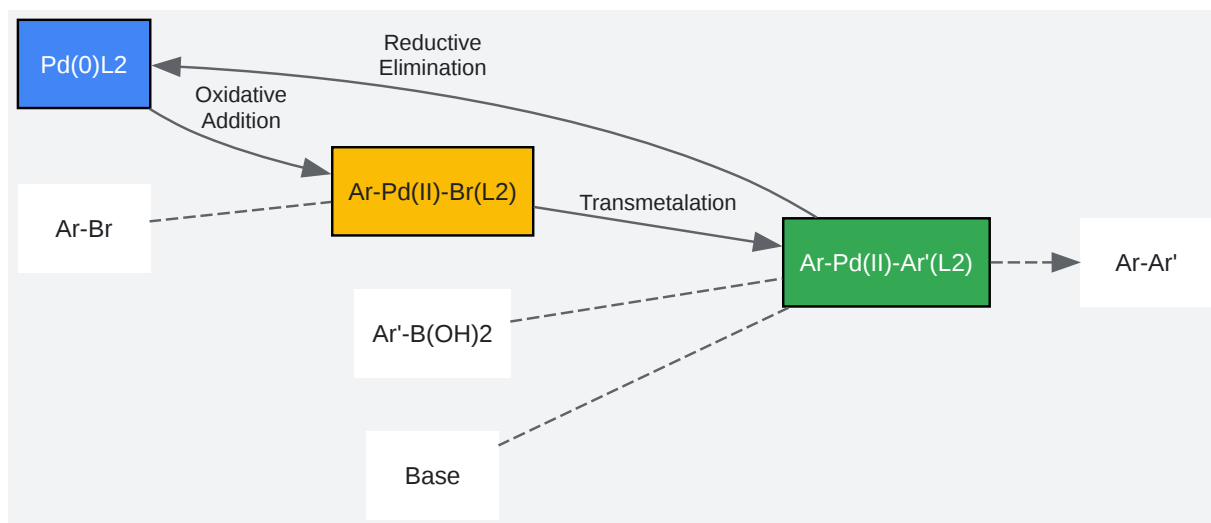 Pd(0)L2
Reductive
Elimination
Oxidative
Addition
Ar-Pd(II)-Br(L2)
Ar-Br
Transmetalation
Ar-Pd(II)-Ar'(L2)
Ar-Ar'
Ar'-B(OH)2
Base